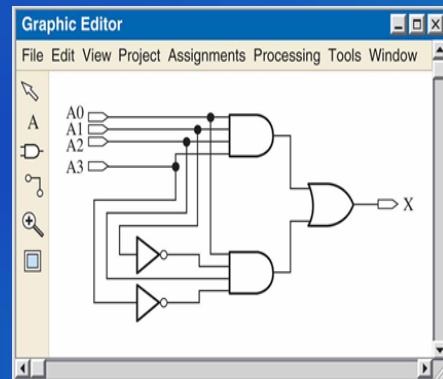 Graphic Editor
File Edit View Project Assignments Processing Tools Window
A
A0
A1
A2
A3
X